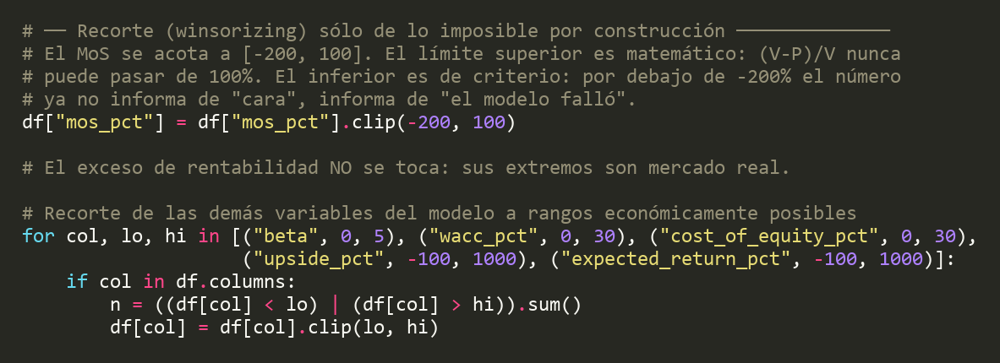 # ── Recorte (winsorizing) sólo de lo imposible por construcción ──────────────
# El MoS se acota a [-200, 100]. El límite superior es matemático: (V-P)/V nunca
# puede pasar de 100%. El inferior es de criterio: por debajo de -200% el número
# ya no informa de "cara", informa de "el modelo falló".
df["mos_pct"] = df["mos_pct"].clip(-200, 100)
# El exceso de rentabilidad NO se toca: sus extremos son mercado real.
# Recorte de las demás variables del modelo a rangos económicamente posibles
for col, lo, hi in [("beta", 0, 5), ("wacc_pct", 0, 30), ("cost_of_equity_pct", 0, 30),
                    ("upside_pct", -100, 1000), ("expected_return_pct", -100, 1000)]:
    if col in df.columns:
        n = ((df[col] < lo) | (df[col] > hi)).sum()
        df[col] = df[col].clip(lo, hi)